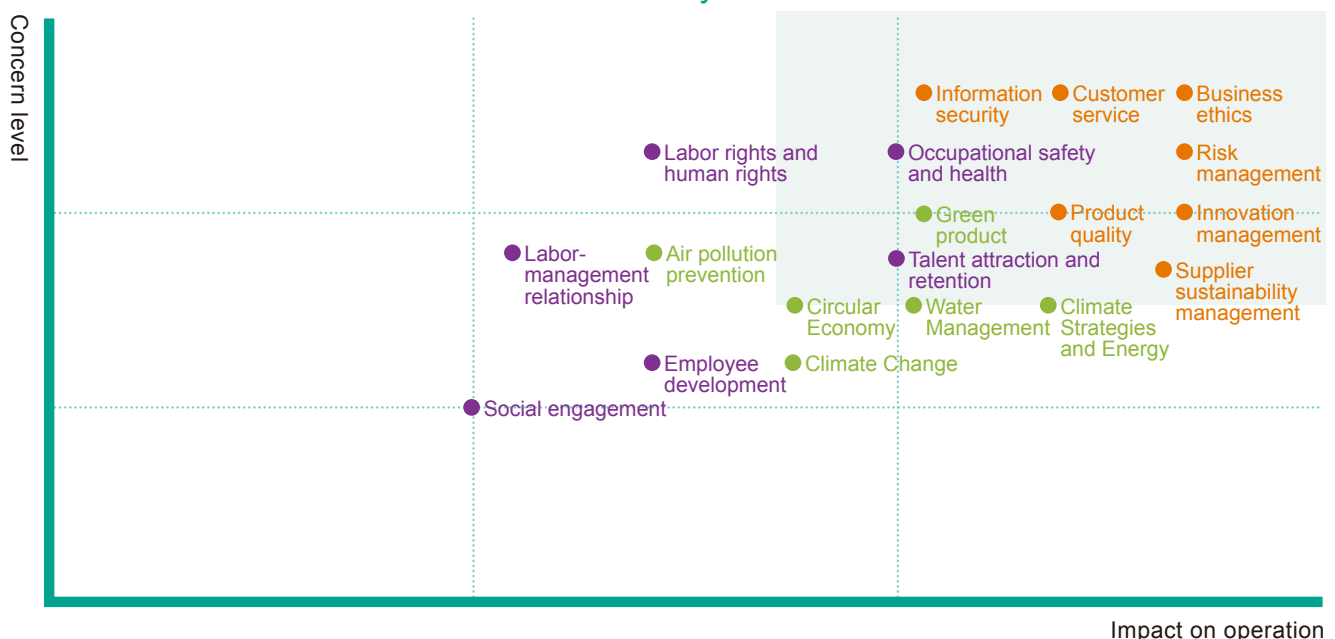 Concern level
Information
security
Customer
service
Business
ethics
Labor rights and
human rights
Occupational safety
and health
Risk
management
Green
product
Product
quality
Innovation
management
Labor-
management
relationship
Air pollution
prevention
Talent attraction and
retention
Supplier
sustainability
management
Circular
Economy
Water
Management
Climate
Strategies
and Energy
Employee
development
Climate Change
Social engagement
Impact on operation